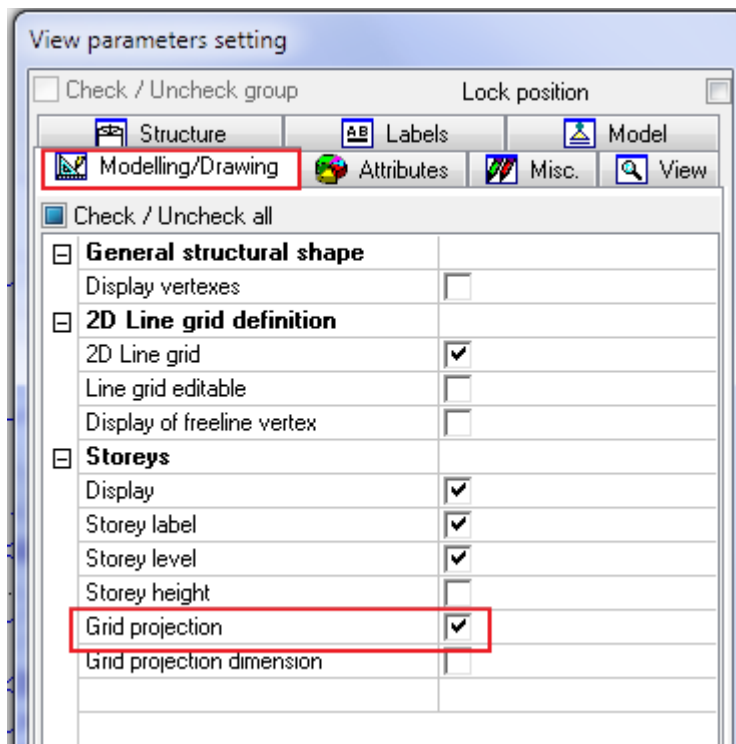 View parameters setting
Check / Uncheck group Lock position
Structure Labels Model
Modelling/Drawing Attributes Misc. View
Check / Uncheck all
General structural shape
Display vertexes
2D Line grid definition
2D Line grid
Line grid editable
Display of freeline vertex
Storeys
Display
Storey label
Storey level
Storey height
Grid projection
Grid projection dimension